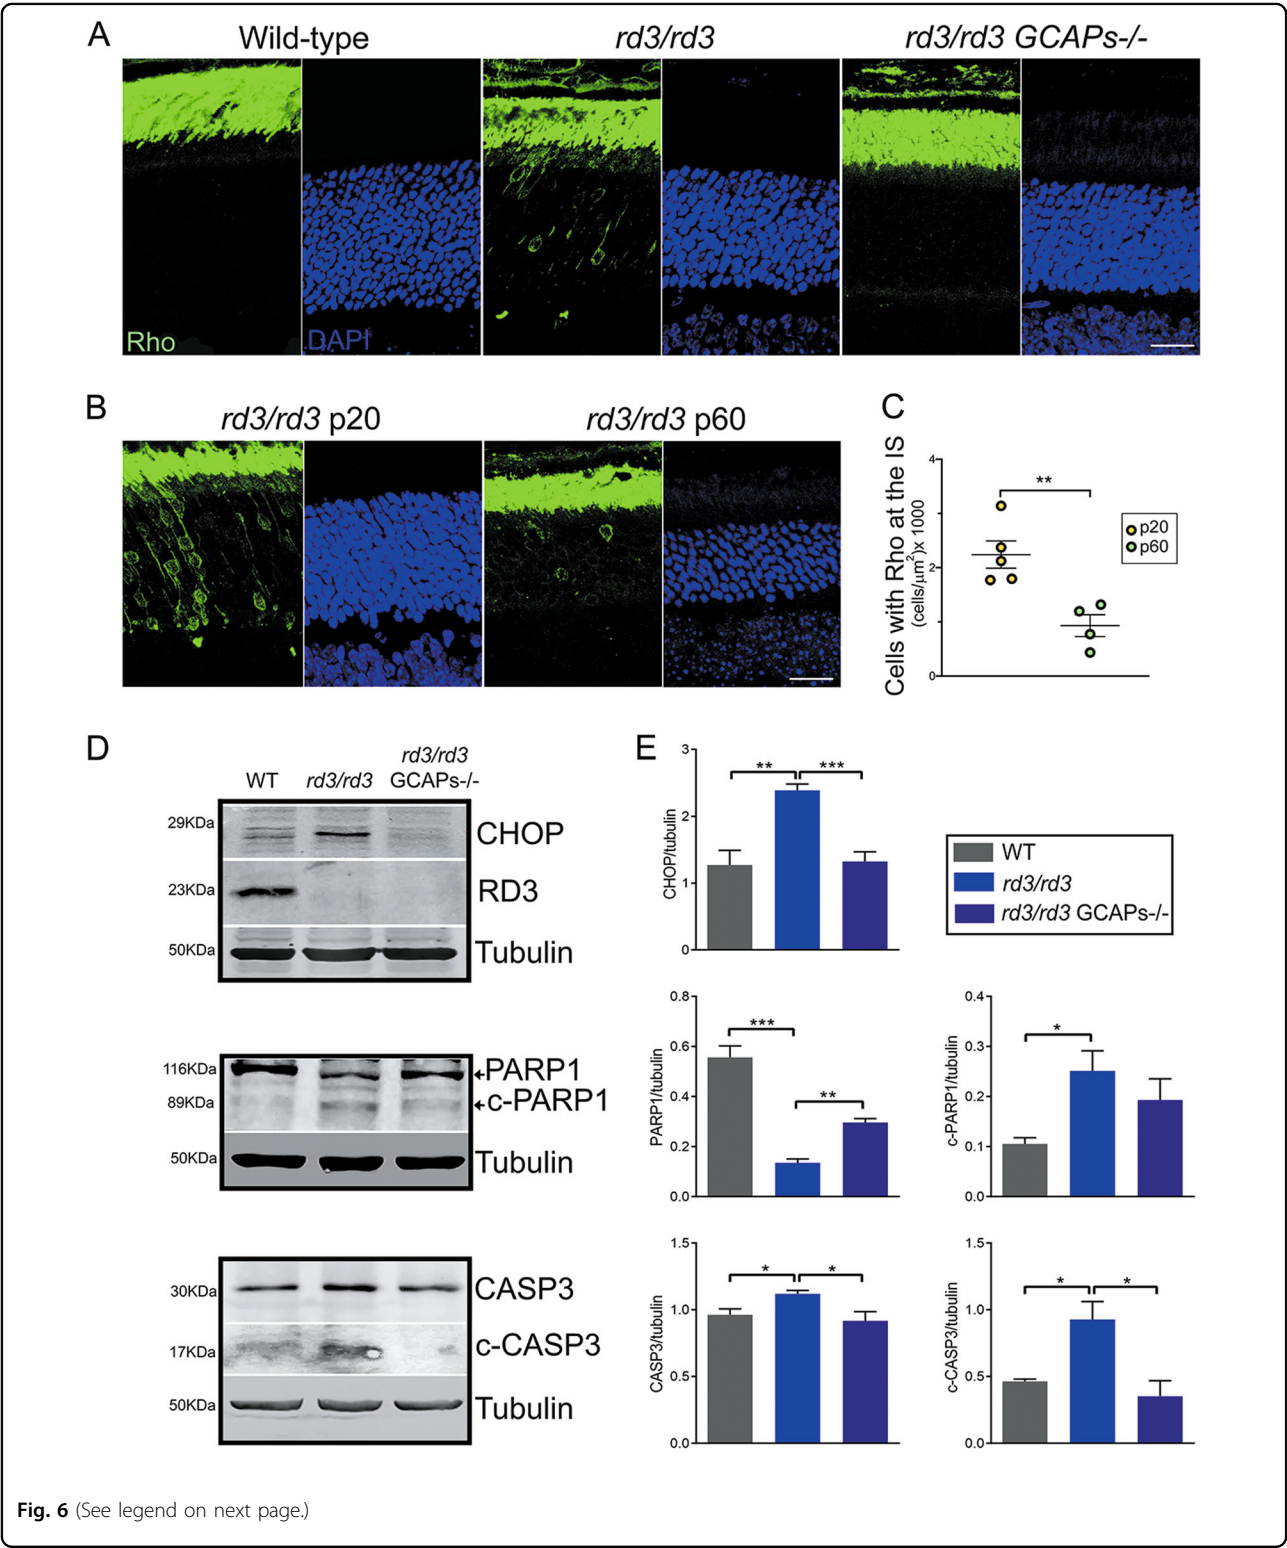 A
Wild-type
rd3/rd3
rd3/rd3 GCAPs-/-
Rho
DAPI
B
rd3/rd3 p20
rd3/rd3 p60
C
Cells with Rho at the IS
(cells/μm²)x 1000
4
2
0
**
p20
p60
D
WT
rd3/rd3
rd3/rd3
GCAPs-/-
29KDa
CHOP
23KDa
RD3
50KDa
Tubulin
116KDa
PARP1
89KDa
c-PARP1
50KDa
Tubulin
30KDa
CASP3
17KDa
c-CASP3
50KDa
Tubulin
E
CHOP/tubulin
3
2
1
0
**
***
WT
rd3/rd3
rd3/rd3 GCAPs-/-
PARP1/tubulin
0.8
0.6
0.4
0.2
0.0
***
**
c-PARP1/tubulin
0.4
0.3
0.2
0.1
0.0
*
CASP3/tubulin
1.5
1.0
0.5
0.0
*
*
c-CASP3/tubulin
1.5
1.0
0.5
0.0
*
*
Fig. 6 (See legend on next page.)